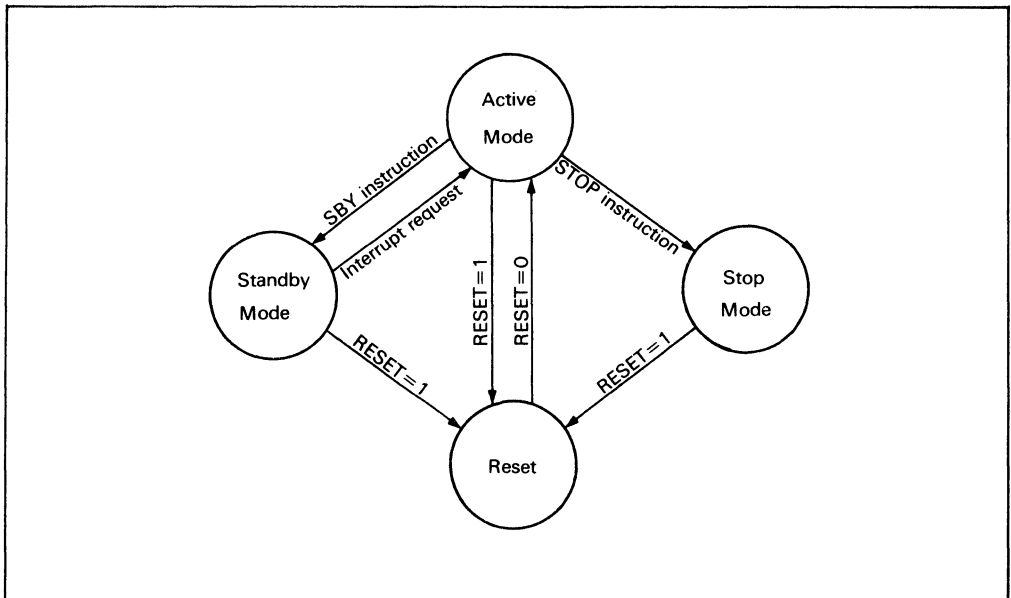 Active
Mode
SBY instruction
Interrupt request
STOP instruction
Standby
Mode
RESET=1
RESET=0
Stop
Mode
RESET=1
RESET=1
Reset